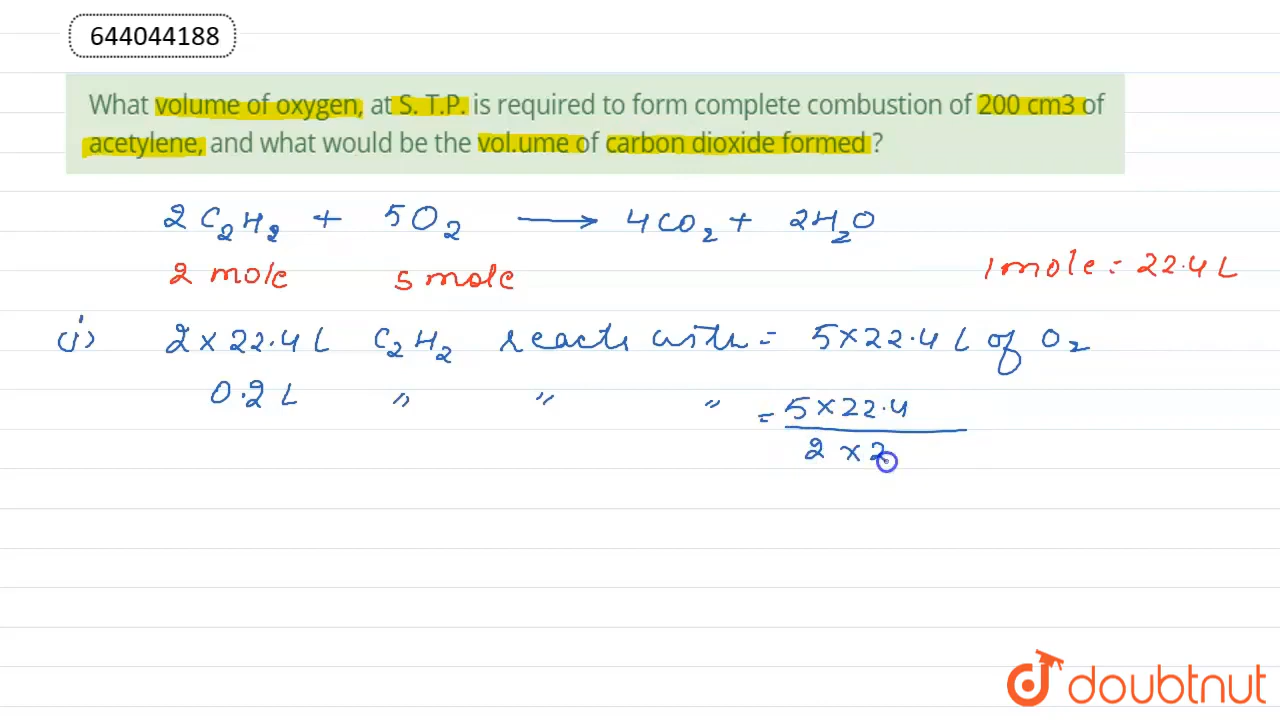 644044188
What volume of oxygen, at S. T.P. is required to form complete combustion of 200 cm3 of
acetylene, and what would be the vol.ume of carbon dioxide formed ?
2 C₂H₂ + 5O₂ ⟶ 4CO₂ + 2H₂O
2 mole 5 mole 1 mole = 22.4 L
(i) 2 × 22.4 L C₂H₂ reacts with = 5×22.4 L of O₂
0.2 L " " " = 5×22.4
2 × 2
doubtnut